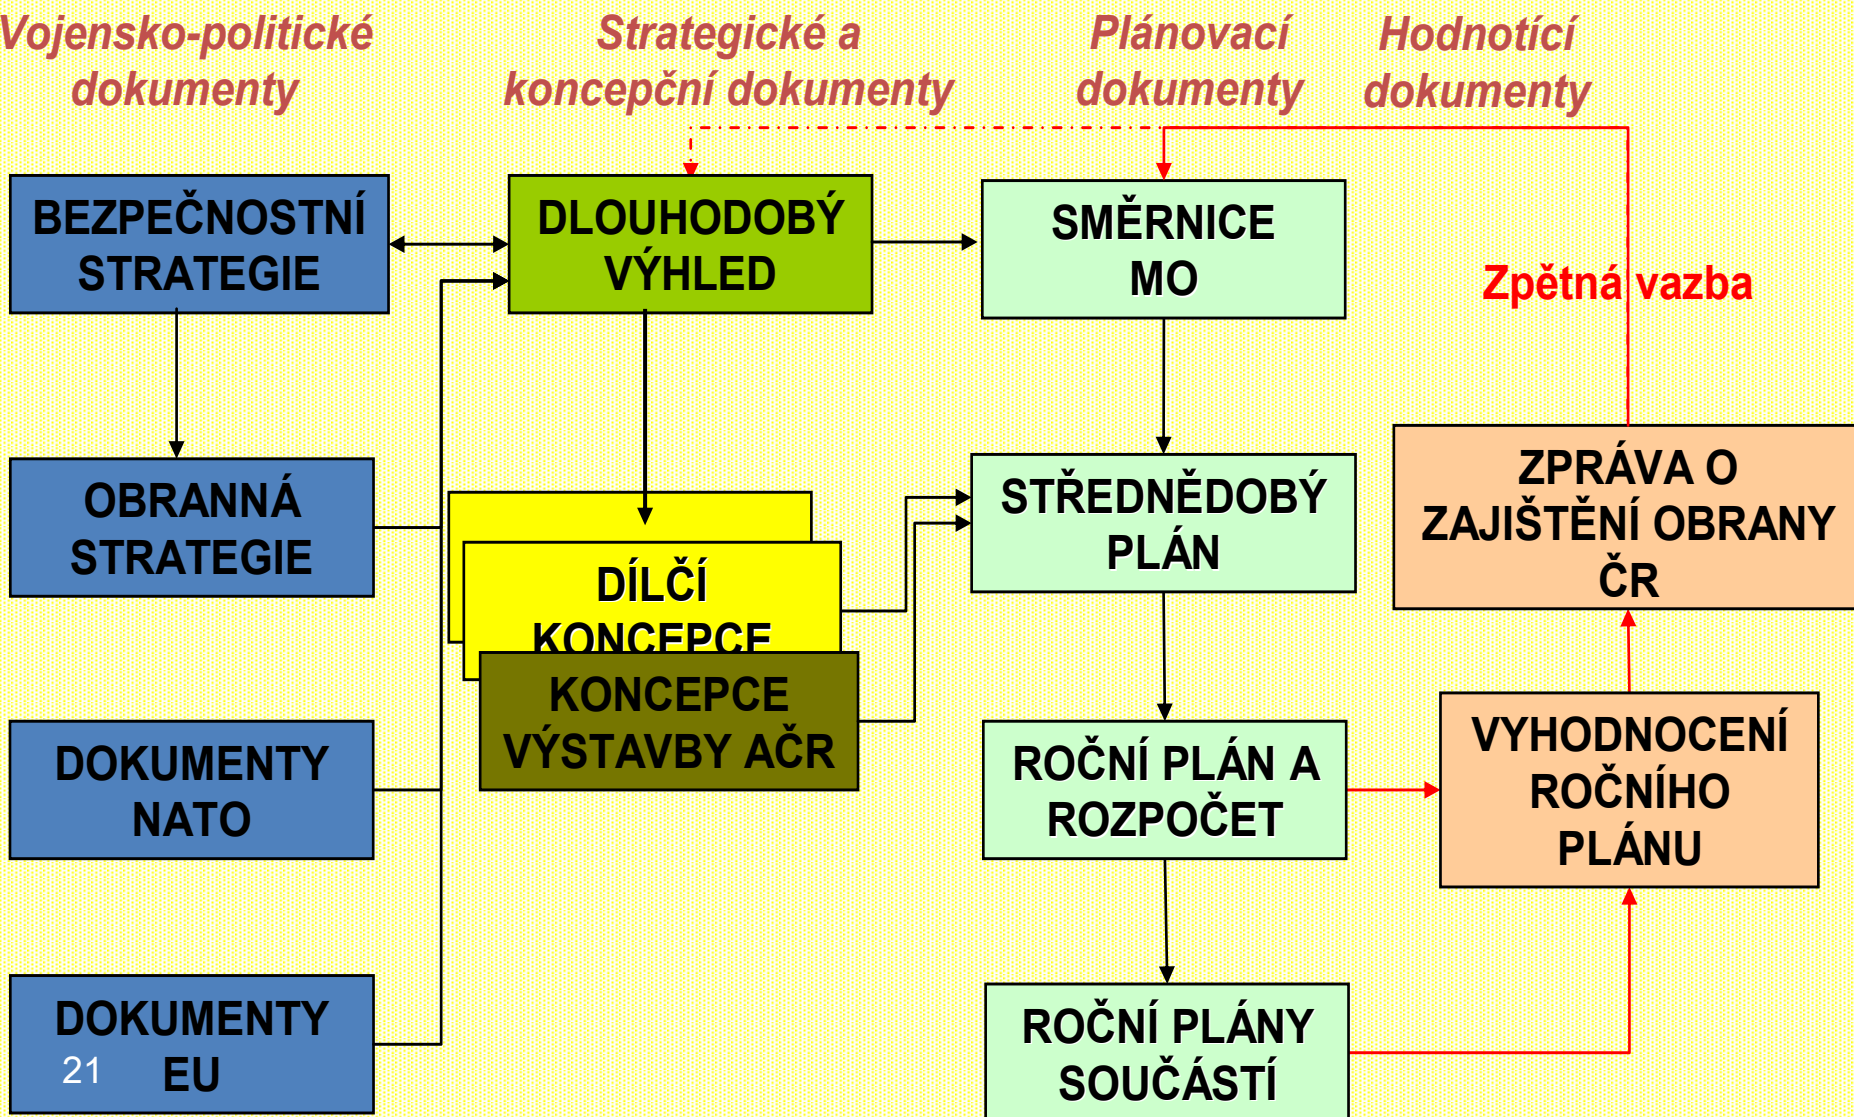 Vojensko-politické
dokumenty
Strategické a
koncepční dokumenty
Plánovací
dokumenty
Hodnotící
dokumenty
BEZPEČNOSTNÍ
STRATEGIE
DLOUHODOBÝ
VÝHLED
SMĚRNICE
MO
Zpětná vazba
OBRANNÁ
STRATEGIE
DÍLČÍ
KONCEPCE
KONCEPCE
VÝSTAVBY AČR
STŘEDNĚDOBÝ
PLÁN
ZPRÁVA O
ZAJIŠTĚNÍ OBRANY
ČR
DOKUMENTY
NATO
ROČNÍ PLÁN A
ROZPOČET
VYHODNOCENÍ
ROČNÍHO
PLÁNU
DOKUMENTY
EU
21
ROČNÍ PLÁNY
SOUČÁSTÍ